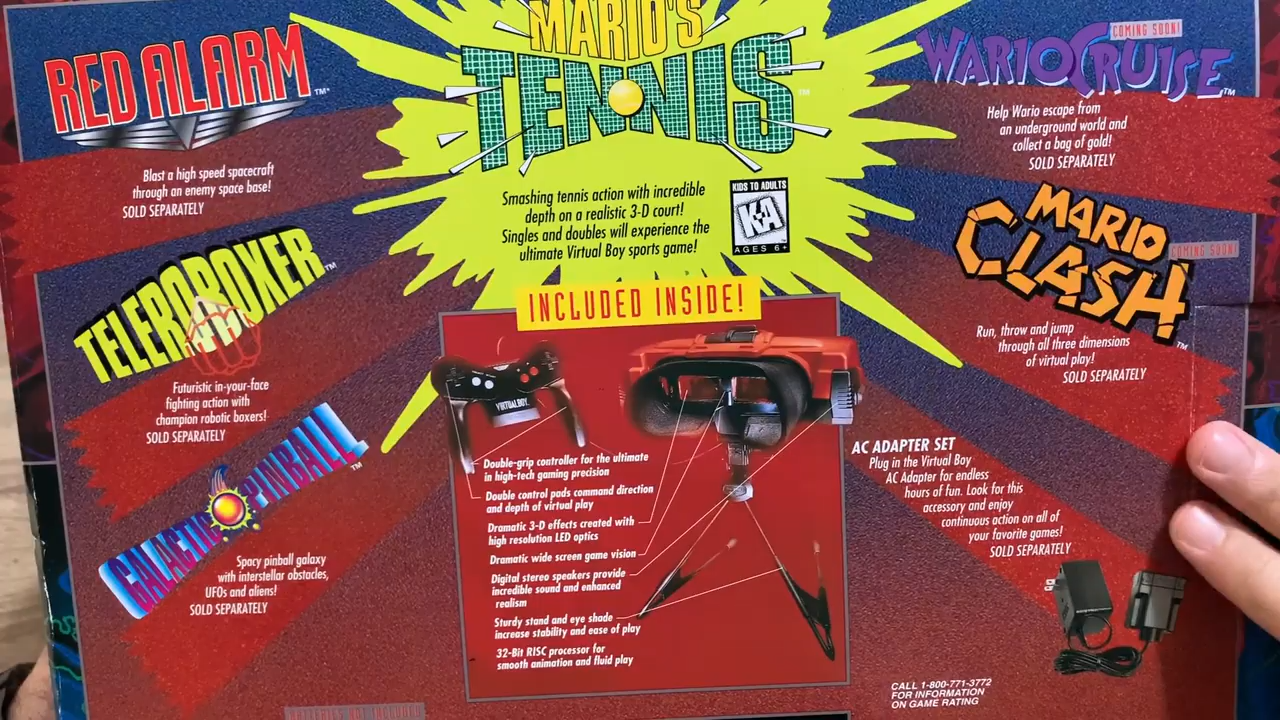 RED ALARM™
Blast a high speed spacecraft
through an enemy space base!
SOLD SEPARATELY
TELEROBOXER™
Futuristic in-your-face
fighting action with
champion robotic boxers!
SOLD SEPARATELY
GALACTIC PINBALL™
Spacy pinball galaxy
with interstellar obstacles,
UFOs and aliens!
SOLD SEPARATELY
MARIO'S
TENNIS™
Smashing tennis action with incredible
depth on a realistic 3-D court!
Singles and doubles will experience the
ultimate Virtual Boy sports game!
KIDS TO ADULTS
K-A
AGES 6+
INCLUDED INSIDE!
VIRTUAL BOY
Double-grip controller for the ultimate
in high-tech gaming precision
Double control pads command direction
and depth of virtual play
Dramatic 3-D effects created with
high resolution LED optics
Dramatic wide screen game vision
Digital stereo speakers provide
incredible sound and enhanced
realism
Sturdy stand and eye shade
increase stability and ease of play
32-Bit RISC processor for
smooth animation and fluid play
COMING SOON!
WARIO CRUISE™
Help Wario escape from
an underground world and
collect a bag of gold!
SOLD SEPARATELY
MARIO
CLASH™
COMING SOON!
Run, throw and jump
through all three dimensions
of virtual play!
SOLD SEPARATELY
AC ADAPTER SET
Plug in the Virtual Boy
AC Adapter for endless
hours of fun. Look for this
accessory and enjoy
continuous action on all of
your favorite games!
SOLD SEPARATELY
CALL 1-800-771-3772
FOR INFORMATION
ON GAME RATING
BATTERIES NOT INCLUDED